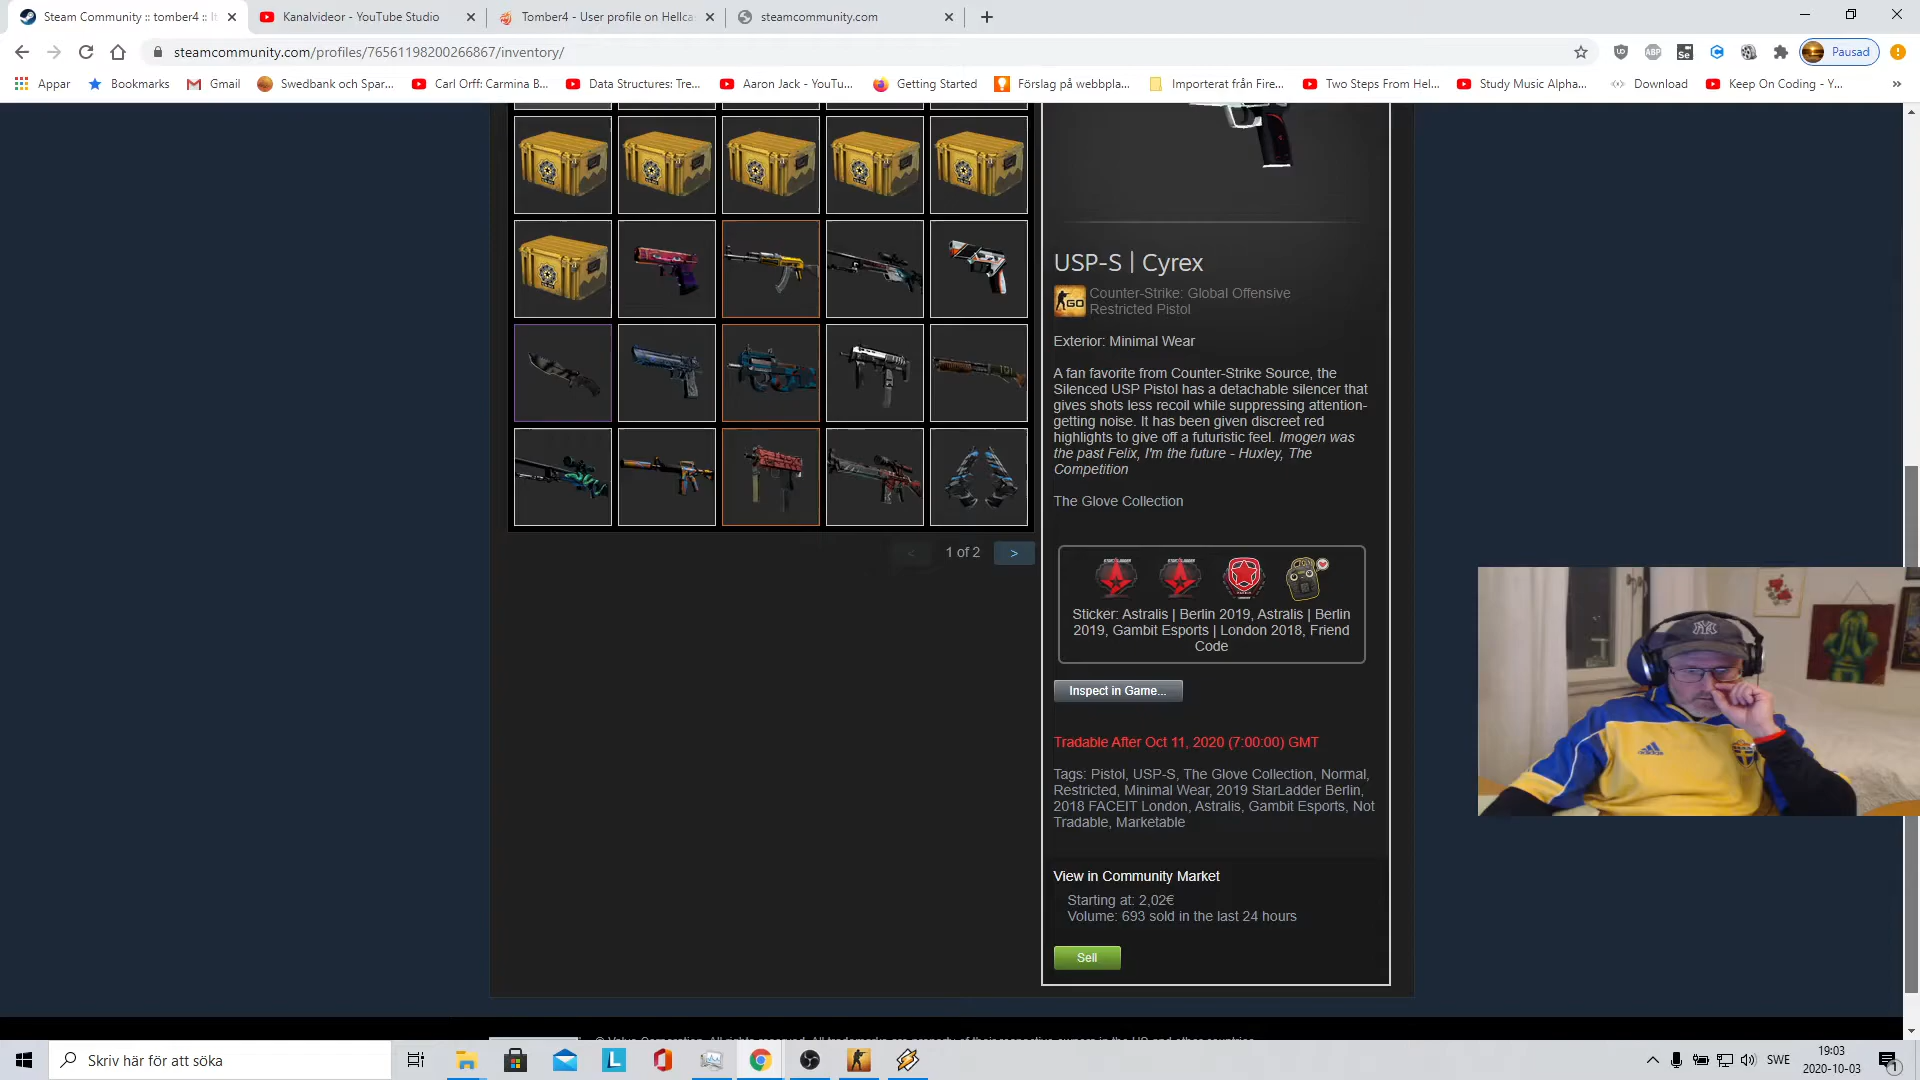 Steam Community :: tomber4 :: It
Kanalvideor - YouTube Studio
Tomber4 - User profile on Hellca
steamcommunity.com
steamcommunity.com/profiles/76561198200266867/inventory/
Pausad
Appar
Bookmarks
Gmail
Swedbank och Spar...
Carl Orff: Carmina B...
Data Structures: Tre...
Aaron Jack - YouTu...
Getting Started
Förslag på webbpla...
Importerat från Fire...
Two Steps From Hel...
Study Music Alpha...
Download
Keep On Coding - Y...
»
USP-S | Cyrex
GO
Counter-Strike: Global Offensive
Restricted Pistol
Exterior: Minimal Wear
A fan favorite from Counter-Strike Source, the
Silenced USP Pistol has a detachable silencer that
gives shots less recoil while suppressing attention-
getting noise. It has been given discreet red
highlights to give off a futuristic feel. Imogen was
the past Felix, I'm the future - Huxley, The
Competition
The Glove Collection
1 of 2
>
Sticker: Astralis | Berlin 2019, Astralis | Berlin
2019, Gambit Esports | London 2018, Friend
Code
Inspect in Game...
Tradable After Oct 11, 2020 (7:00:00) GMT
Tags: Pistol, USP-S, The Glove Collection, Normal,
Restricted, Minimal Wear, 2019 StarLadder Berlin,
2018 FACEIT London, Astralis, Gambit Esports, Not
Tradable, Marketable
View in Community Market
Starting at: 2,02€
Volume: 693 sold in the last 24 hours
Sell
Skriv här för att söka
SWE
19:03
2020-10-03